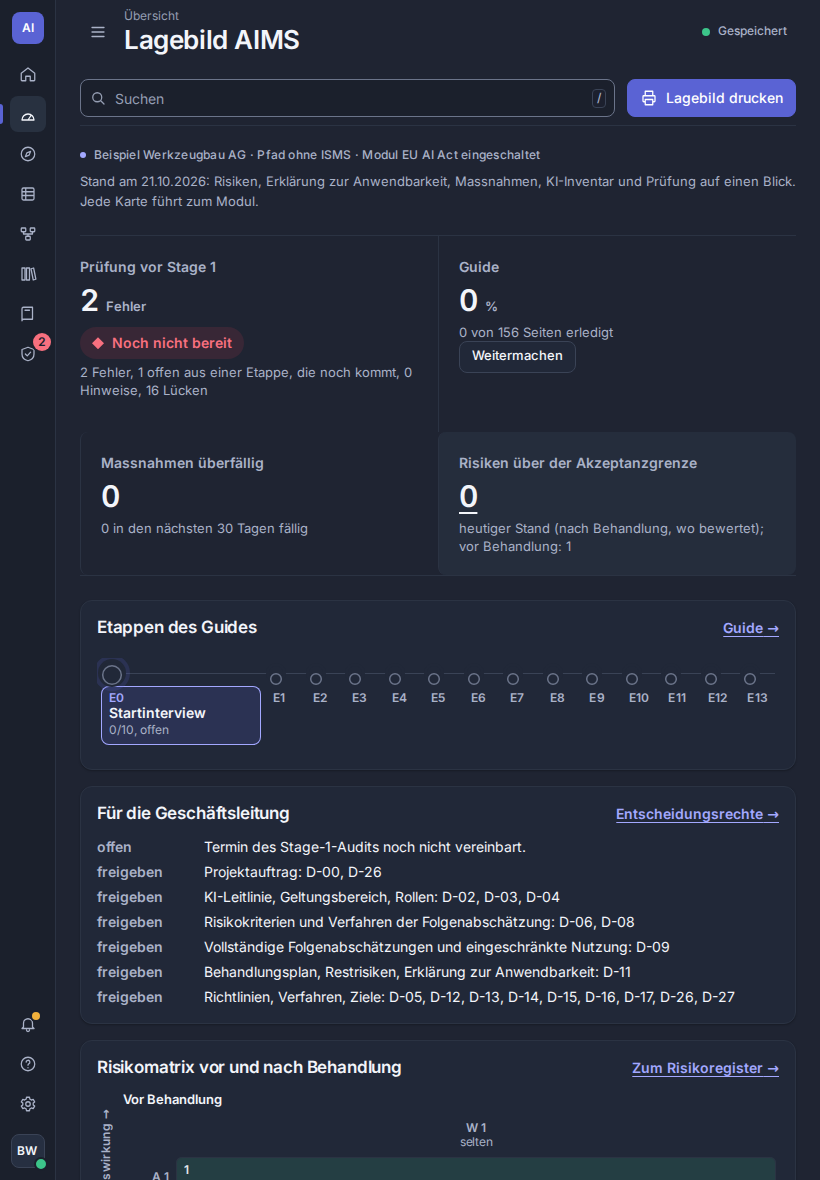 AI
Übersicht
Lagebild AIMS
Gespeichert
Suchen
/
Lagebild drucken
Beispiel Werkzeugbau AG · Pfad ohne ISMS · Modul EU AI Act eingeschaltet
Stand am 21.10.2026: Risiken, Erklärung zur Anwendbarkeit, Massnahmen, KI-Inventar und Prüfung auf einen Blick.
Jede Karte führt zum Modul.
Prüfung vor Stage 1
2 Fehler
Noch nicht bereit
2 Fehler, 1 offen aus einer Etappe, die noch kommt, 0
Hinweise, 16 Lücken
Guide
0 %
0 von 156 Seiten erledigt
Weitermachen
2
Massnahmen überfällig
0
0 in den nächsten 30 Tagen fällig
Risiken über der Akzeptanzgrenze
0
heutiger Stand (nach Behandlung, wo bewertet);
vor Behandlung: 1
Etappen des Guides
Guide →
E0
Startinterview
0/10, offen
E1 E2 E3 E4 E5 E6 E7 E8 E9 E10 E11 E12 E13
Für die Geschäftsleitung
Entscheidungsrechte →
offen Termin des Stage-1-Audits noch nicht vereinbart.
freigeben Projektauftrag: D-00, D-26
freigeben KI-Leitlinie, Geltungsbereich, Rollen: D-02, D-03, D-04
freigeben Risikokriterien und Verfahren der Folgenabschätzung: D-06, D-08
freigeben Vollständige Folgenabschätzungen und eingeschränkte Nutzung: D-09
freigeben Behandlungsplan, Restrisiken, Erklärung zur Anwendbarkeit: D-11
freigeben Richtlinien, Verfahren, Ziele: D-05, D-12, D-13, D-14, D-15, D-16, D-17, D-26, D-27
Risikomatrix vor und nach Behandlung
Zum Risikoregister →
Vor Behandlung
W 1
selten
A 1
1
BW